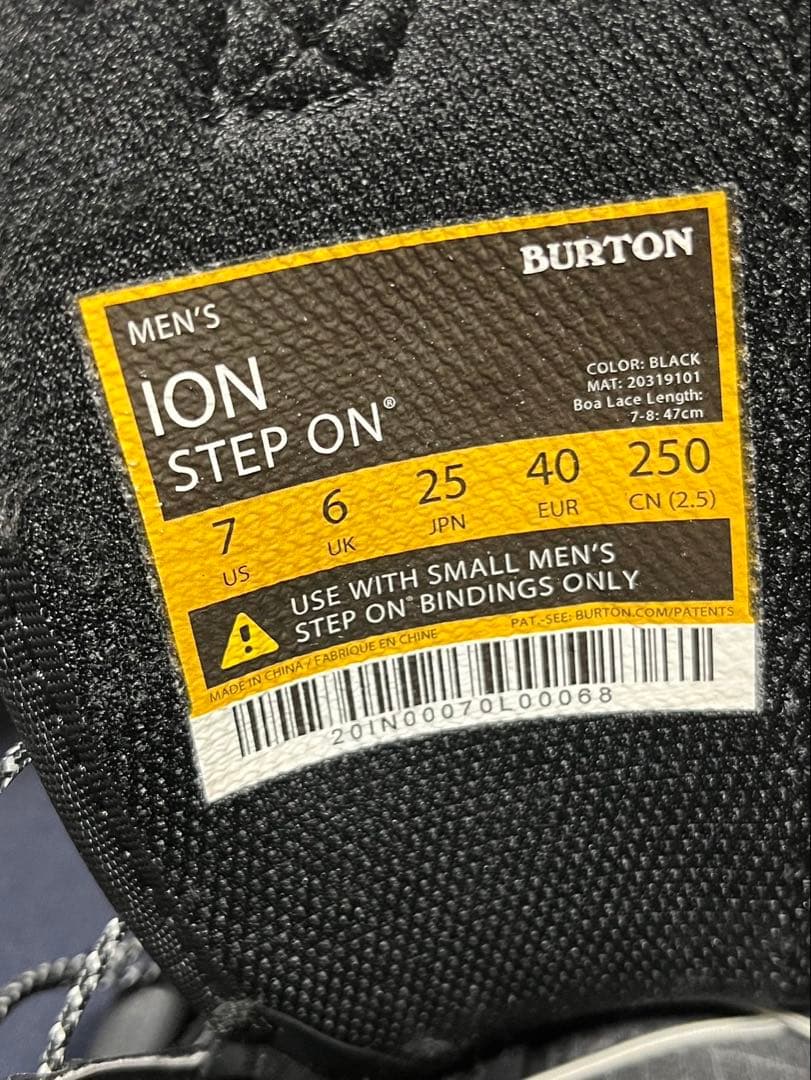 BURTON
MEN'S
ION
STEP ON®
COLOR: BLACK
MAT: 20319101
Boa Lace Length:
7-8: 47cm
7 6 25 40 250
US UK JPN EUR CN (2.5)
USE WITH SMALL MEN'S
STEP ON® BINDINGS ONLY
MADE IN CHINA / FABRIQUE EN CHINE
PAT.-SEE: BURTON.COM/PATENTS
20IN00070L00068